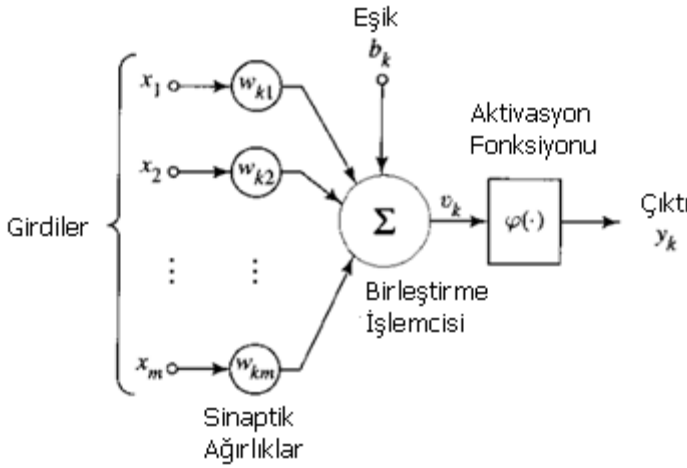 Eşik
b_k
Aktivasyon
Fonksiyonu
x_1
w_k1
x_2
w_k2
Girdiler
Σ
v_k
φ(·)
Çıktı
y_k
Birleştirme
İşlemcisi
x_m
w_km
Sinaptik
Ağırlıklar